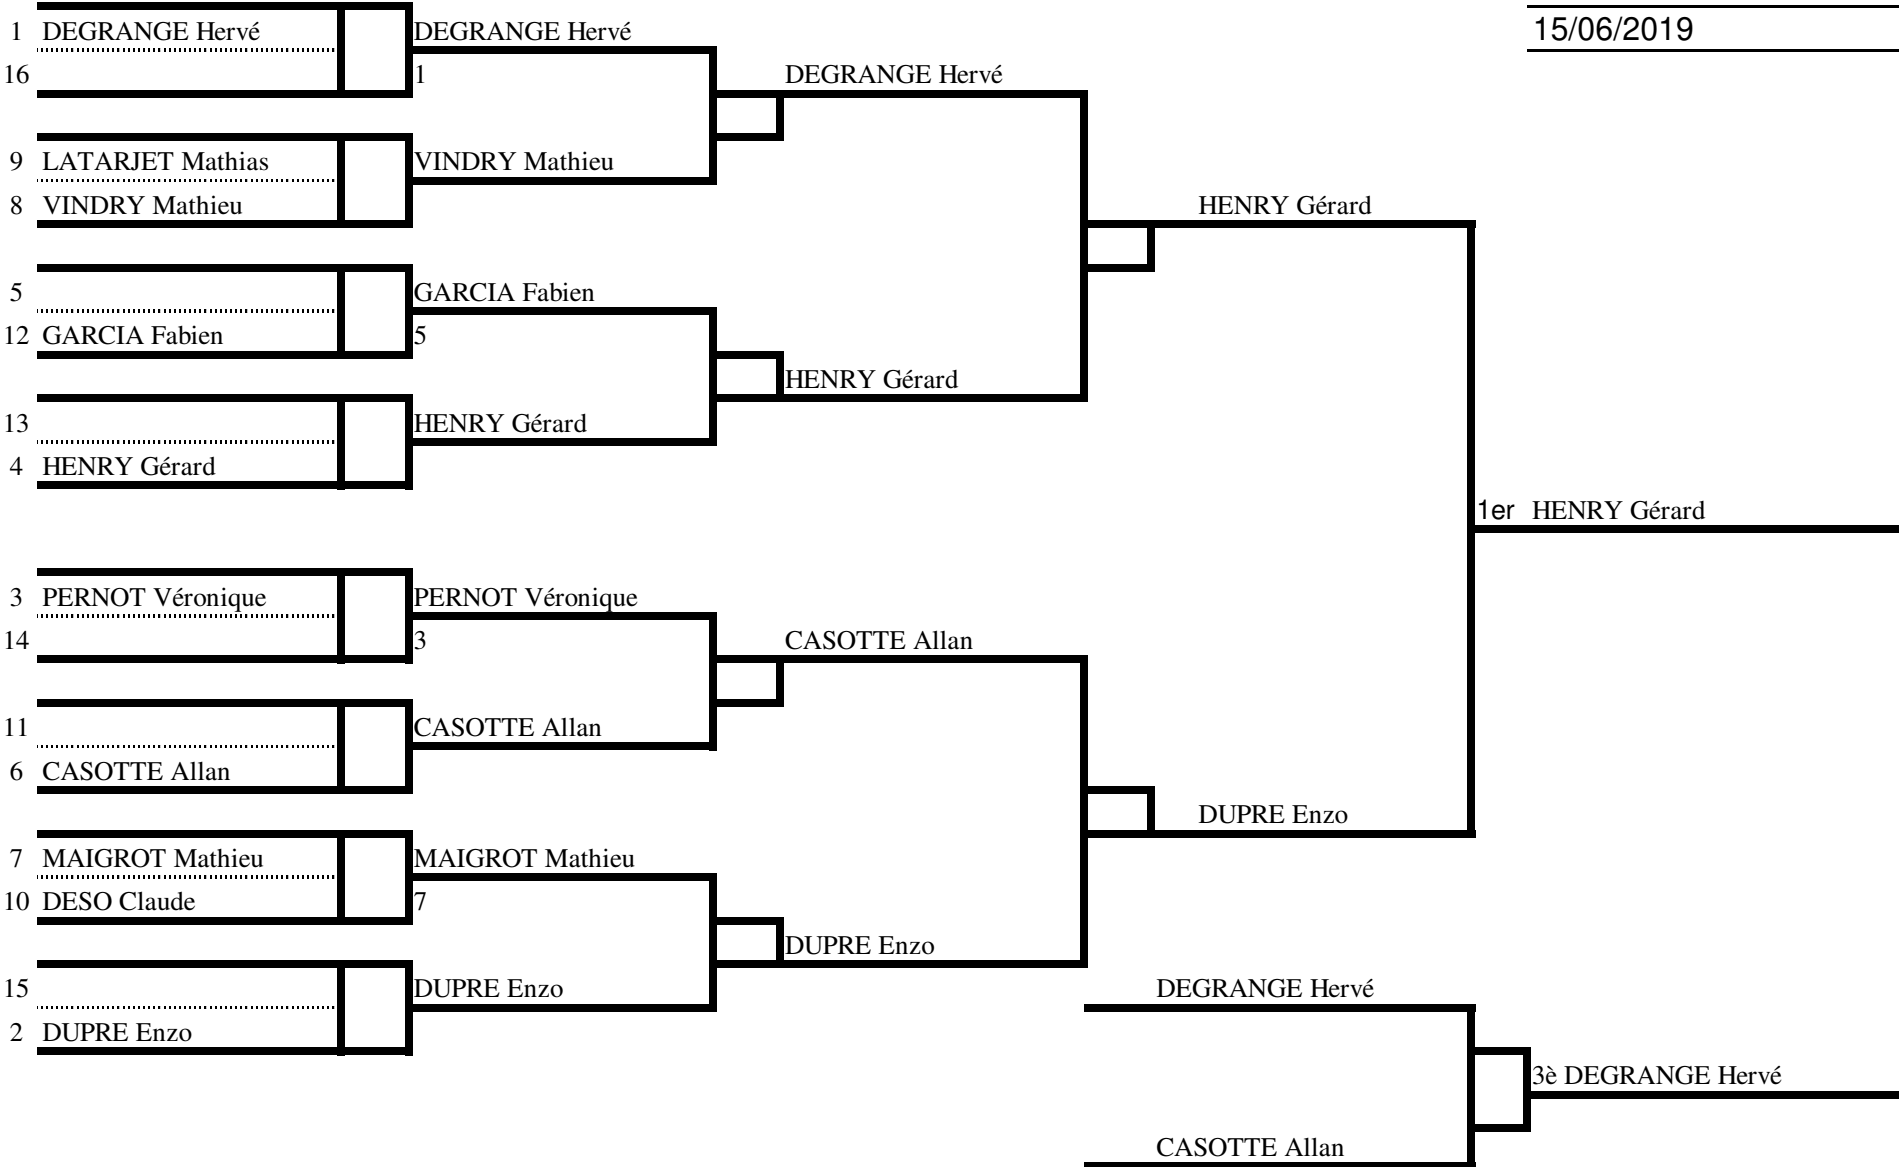 15/06/2019
1 DEGRANGE Hervé
16
9 LATARJET Mathias
8 VINDRY Mathieu
5
12 GARCIA Fabien
13
4 HENRY Gérard
3 PERNOT Véronique
14
11
6 CASOTTE Allan
7 MAIGROT Mathieu
10 DESO Claude
15
2 DUPRE Enzo
DEGRANGE Hervé
1
VINDRY Mathieu
GARCIA Fabien
5
HENRY Gérard
PERNOT Véronique
3
CASOTTE Allan
MAIGROT Mathieu
7
DUPRE Enzo
DEGRANGE Hervé
HENRY Gérard
CASOTTE Allan
DUPRE Enzo
HENRY Gérard
DUPRE Enzo
1er HENRY Gérard
DEGRANGE Hervé
CASOTTE Allan
3è DEGRANGE Hervé